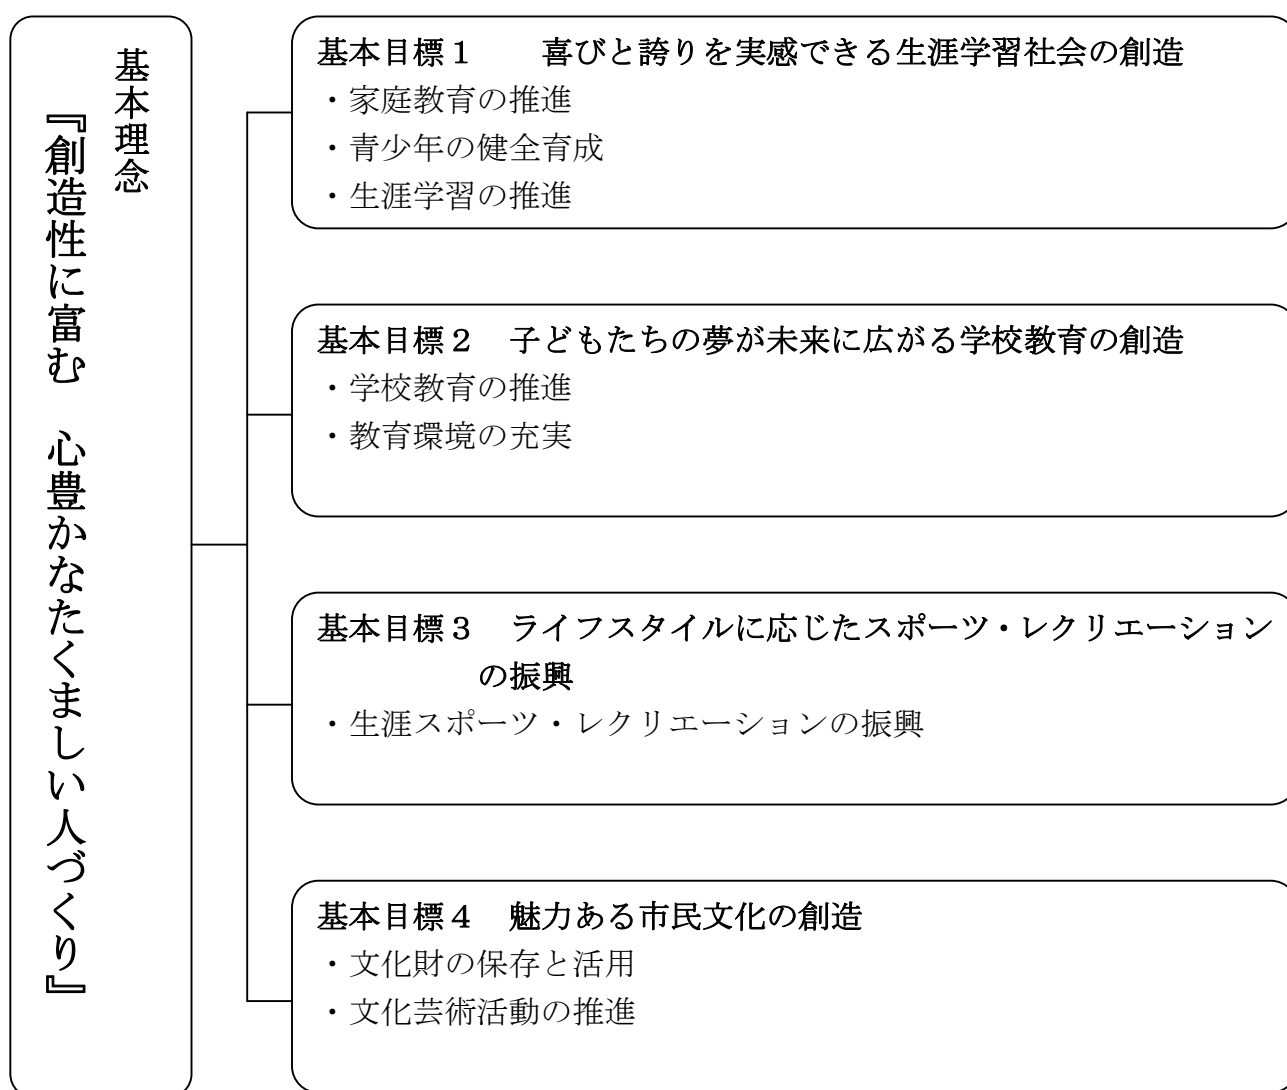 基本理念
『創造性に富む　心豊かなたくましい人づくり』
基本目標１　　喜びと誇りを実感できる生涯学習社会の創造
・家庭教育の推進
・青少年の健全育成
・生涯学習の推進
基本目標２　子どもたちの夢が未来に広がる学校教育の創造
・学校教育の推進
・教育環境の充実
基本目標３　ライフスタイルに応じたスポーツ・レクリエーション
の振興
・生涯スポーツ・レクリエーションの振興
基本目標４　魅力ある市民文化の創造
・文化財の保存と活用
・文化芸術活動の推進